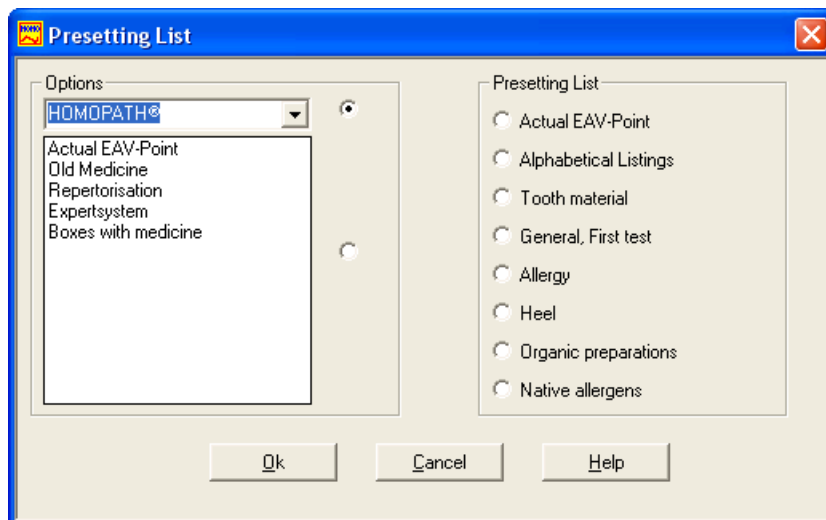 HOMO
Presetting List
Options
HOMOPATH®
Actual EAV-Point
Old Medicine
Repertorisation
Expertsystem
Boxes with medicine
Presetting List
Actual EAV-Point
Alphabetical Listings
Tooth material
General, First test
Allergy
Heel
Organic preparations
Native allergens
Ok
Cancel
Help